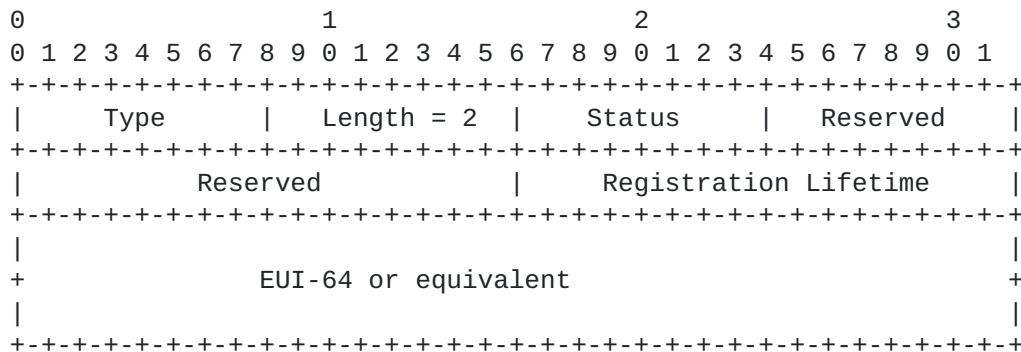 0                   1                   2                   3
0 1 2 3 4 5 6 7 8 9 0 1 2 3 4 5 6 7 8 9 0 1 2 3 4 5 6 7 8 9 0 1
+-+-+-+-+-+-+-+-+-+-+-+-+-+-+-+-+-+-+-+-+-+-+-+-+-+-+-+-+-+-+-+-+
|     Type      |   Length = 2  |    Status     |   Reserved    |
+-+-+-+-+-+-+-+-+-+-+-+-+-+-+-+-+-+-+-+-+-+-+-+-+-+-+-+-+-+-+-+-+
|           Reserved            |     Registration Lifetime     |
+-+-+-+-+-+-+-+-+-+-+-+-+-+-+-+-+-+-+-+-+-+-+-+-+-+-+-+-+-+-+-+-+
|                                                               |
+               EUI-64 or equivalent                            +
|                                                               |
+-+-+-+-+-+-+-+-+-+-+-+-+-+-+-+-+-+-+-+-+-+-+-+-+-+-+-+-+-+-+-+-+